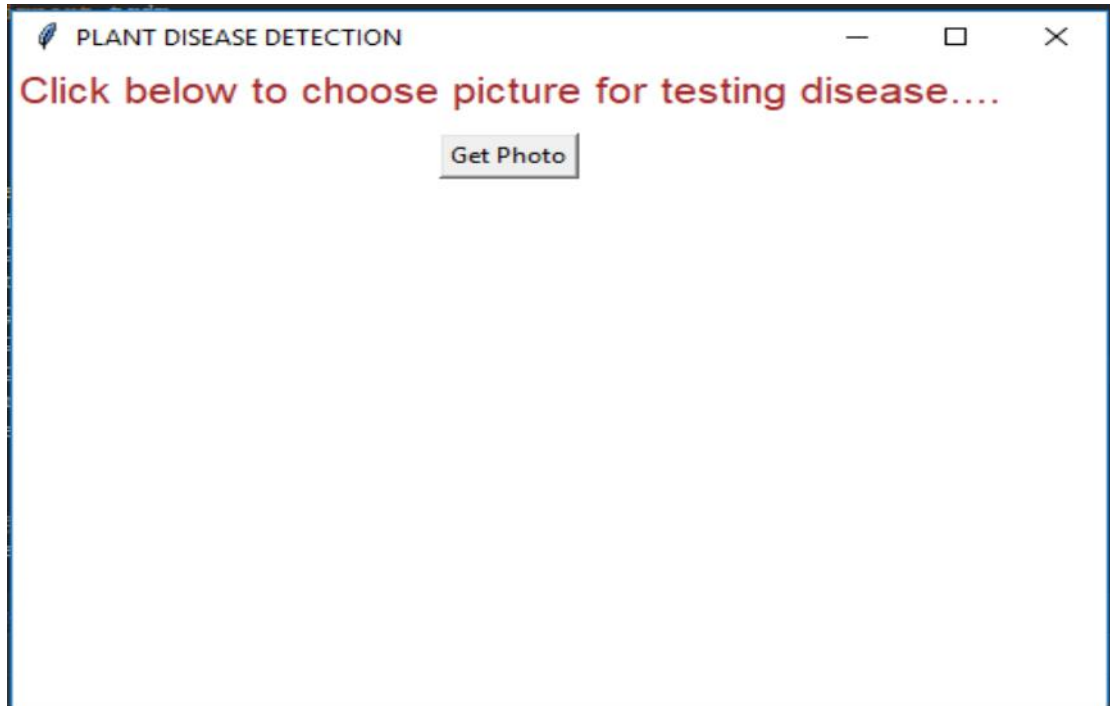 PLANT DISEASE DETECTION
Click below to choose picture for testing disease....
Get Photo